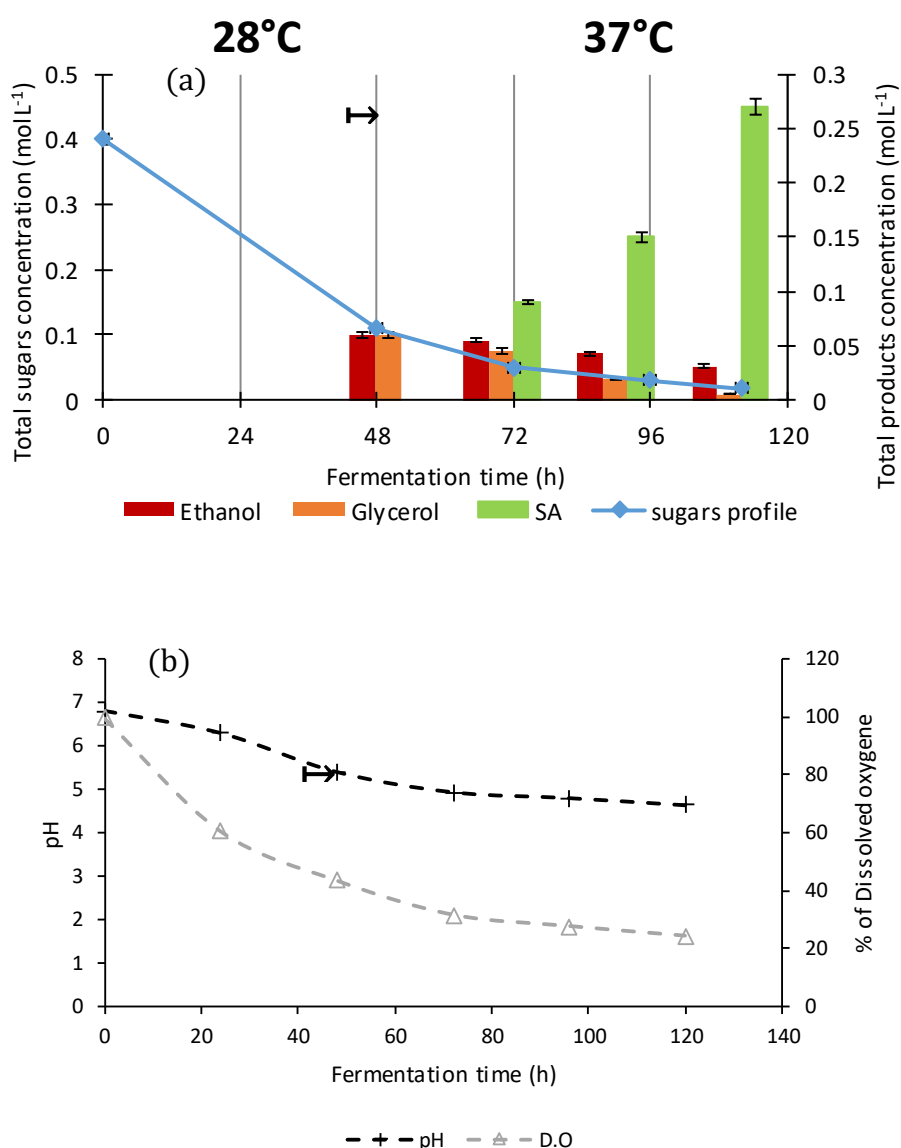 28°C 37°C
(a)
Total sugars concentration (mol L-1)
0.5
0.4
0.3
0.2
0.1
0
0.3
0.25
0.2
0.15
0.1
0.05
0
Total products concentration (mol L-1)
0 24 48 72 96 120
Fermentation time (h)
Ethanol Glycerol SA sugars profile
(b)
pH
8
7
6
5
4
3
2
1
0
120
100
80
60
40
20
0
% of Dissolved oxygene
0 20 40 60 80 100 120 140
Fermentation time (h)
pH D.O